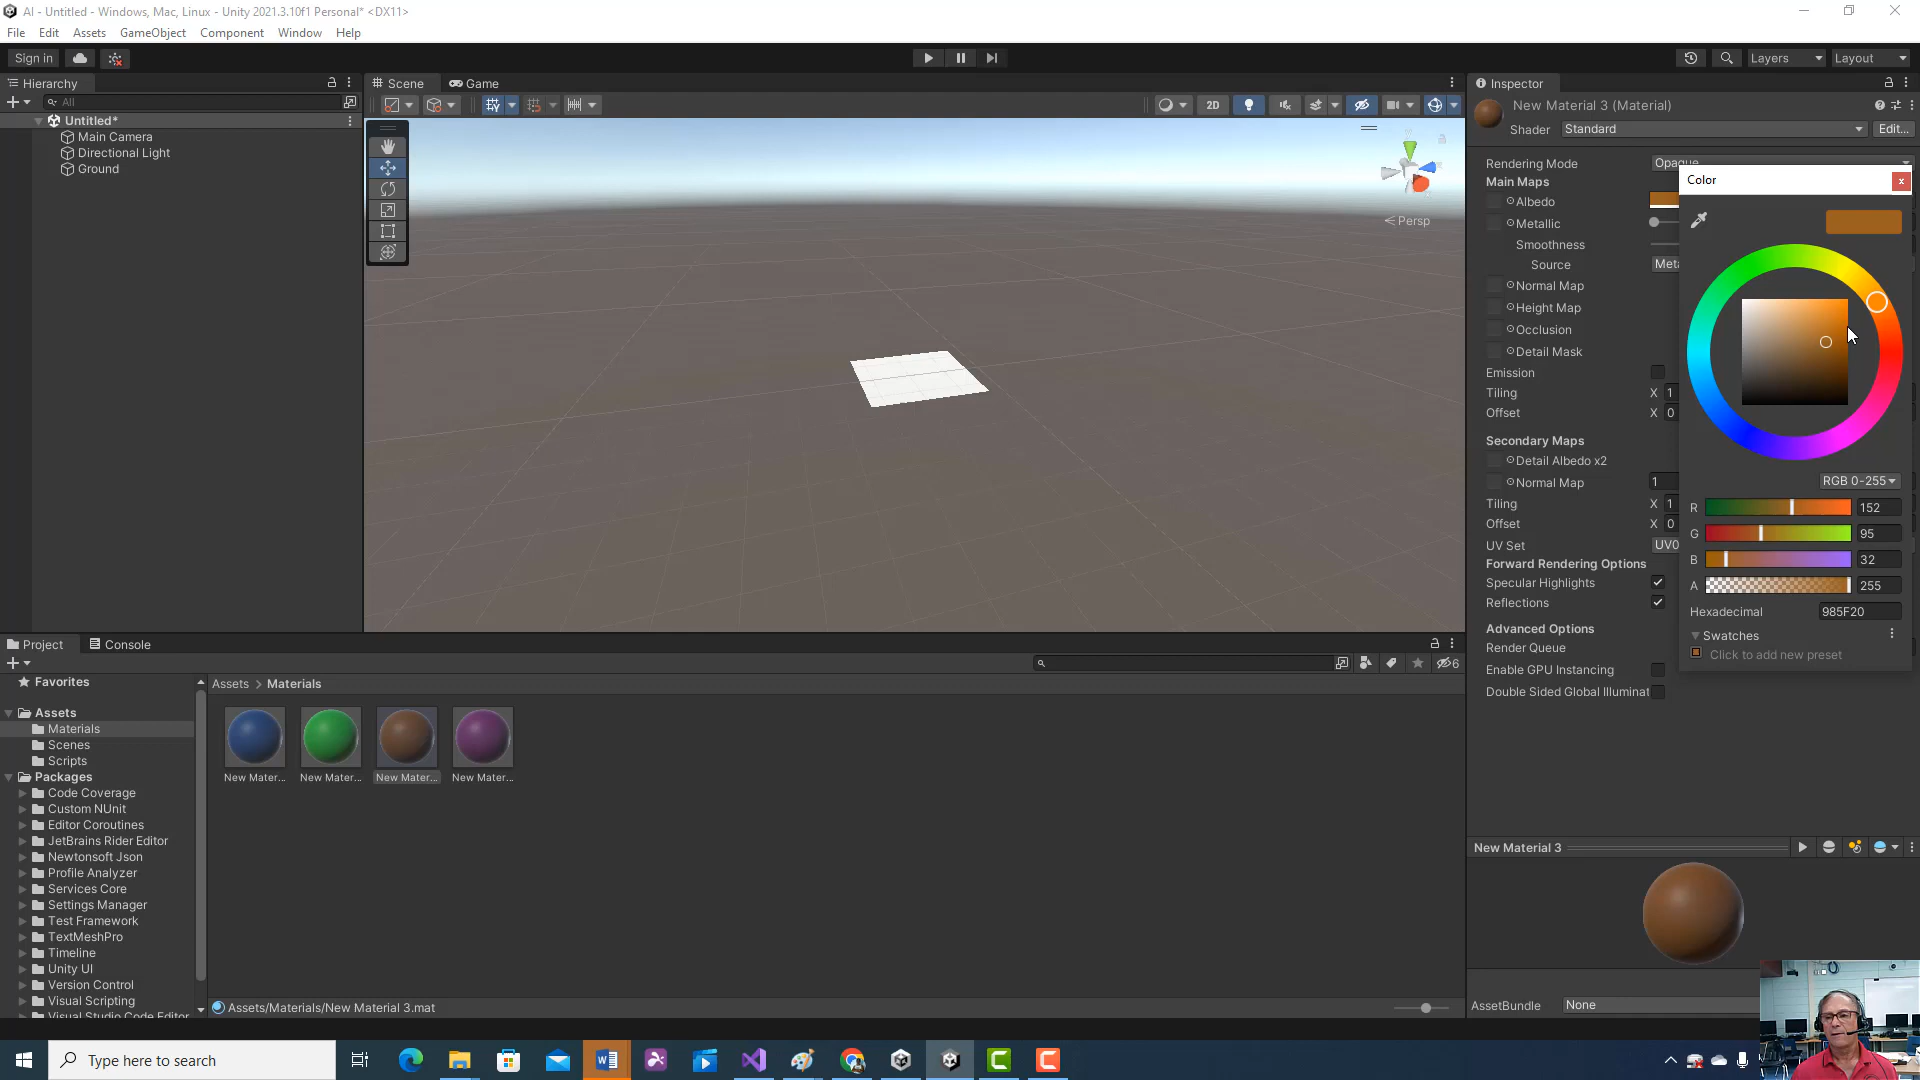 AI - Untitled - Windows, Mac, Linux - Unity 2021.3.10f1 Personal* <DX11>
File Edit Assets GameObject Component Window Help
Sign in
Layers
Layout
Hierarchy
All
Untitled*
Main Camera
Directional Light
Ground
Scene
Game
2D
Persp
Inspector
New Material 3 (Material)
Shader
Standard
Edit...
Rendering Mode
Opaque
Main Maps
Albedo
Metallic
Smoothness
Source
Meta
Normal Map
Height Map
Occlusion
Detail Mask
Emission
Tiling X 1
Offset X 0
Secondary Maps
Detail Albedo x2
Normal Map 1
Tiling X 1
Offset X 0
UV Set UV0
Forward Rendering Options
Specular Highlights
Reflections
Advanced Options
Render Queue
Enable GPU Instancing
Double Sided Global Illuminat
Color
x
RGB 0-255
R 152
G 95
B 32
A 255
Hexadecimal 985F20
Swatches
Click to add new preset
New Material 3
AssetBundle
None
Project
Console
6
Favorites
Assets
Materials
Scenes
Scripts
Packages
Code Coverage
Custom NUnit
Editor Coroutines
JetBrains Rider Editor
Newtonsoft Json
Profile Analyzer
Services Core
Settings Manager
Test Framework
TextMeshPro
Timeline
Unity UI
Version Control
Visual Scripting
Visual Studio Code Editor
Assets > Materials
New Mater...
New Mater...
New Mater...
New Mater...
Assets/Materials/New Material 3.mat
Type here to search